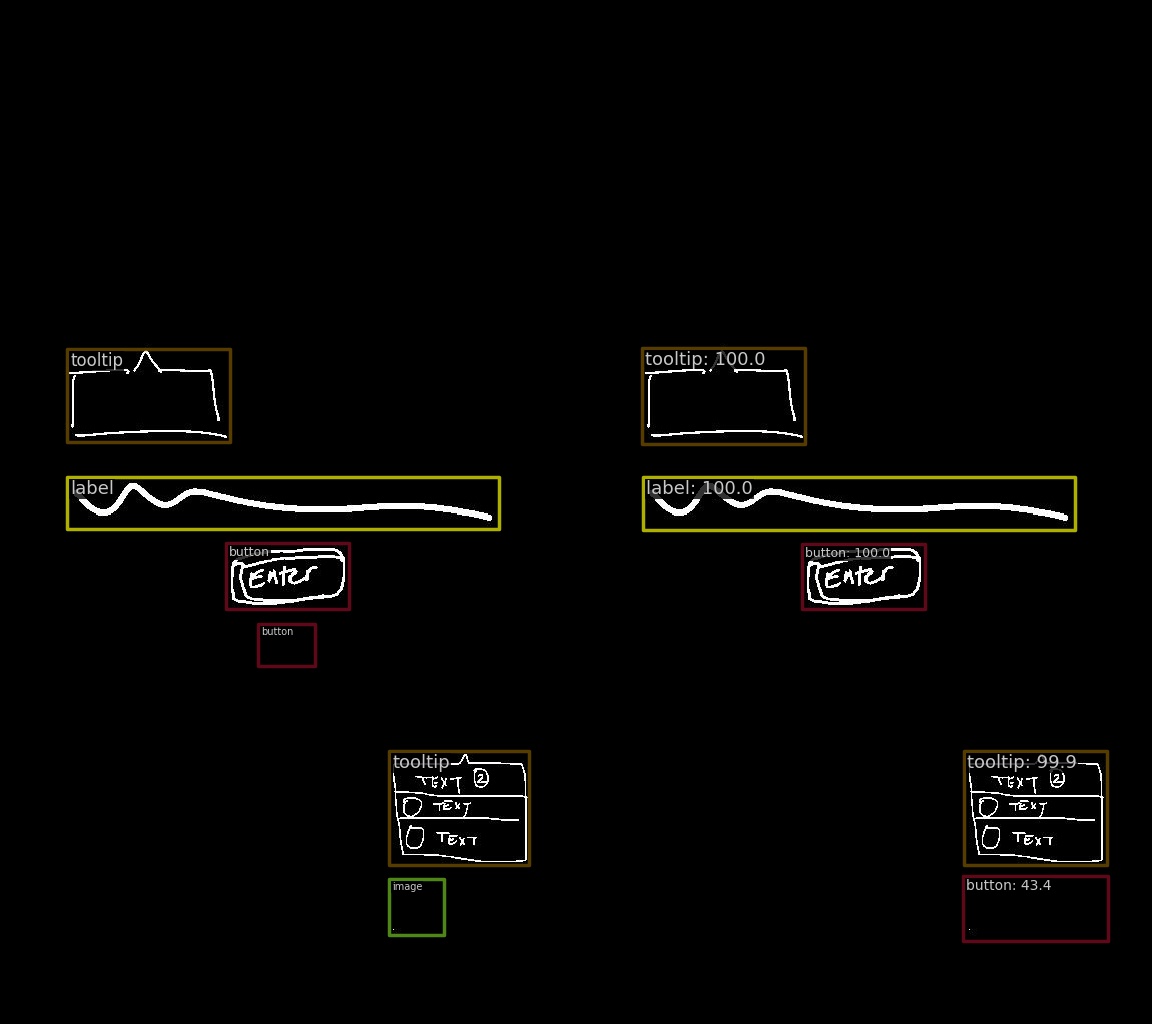 tooltip
tooltip: 100.0
label
label: 100.0
button
Enter
button: 100.0
Enter
button
tooltip
TEXT 2
TEXT
TEXT
tooltip: 99.9
TEXT 2
TEXT
TEXT
image
button: 43.4